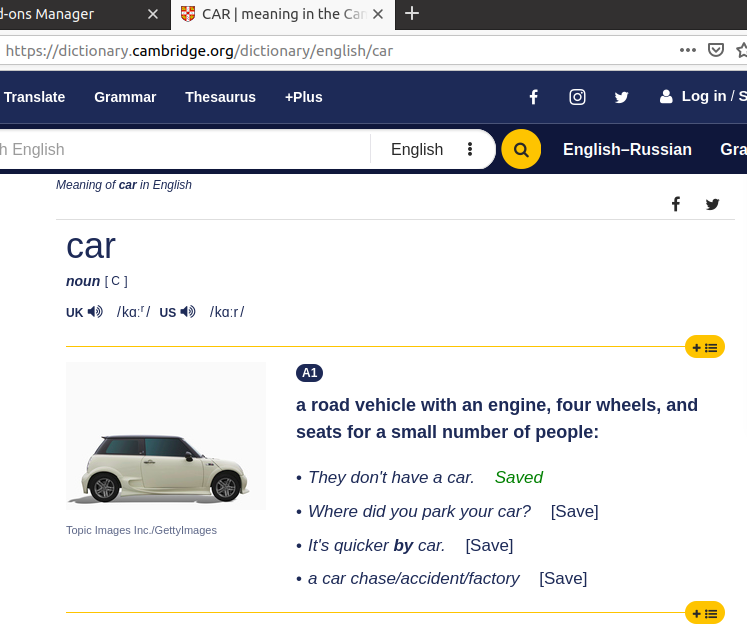 d-ons Manager
CAR | meaning in the Can
https://dictionary.cambridge.org/dictionary/english/car
Translate Grammar Thesaurus +Plus Log in / S
h English English English–Russian Gra
Meaning of car in English
car
noun [ C ]
UK /kɑːʳ/ US /kɑːr/
A1
a road vehicle with an engine, four wheels, and
seats for a small number of people:
• They don't have a car. Saved
• Where did you park your car? [Save]
• It's quicker by car. [Save]
• a car chase/accident/factory [Save]
Topic Images Inc./GettyImages